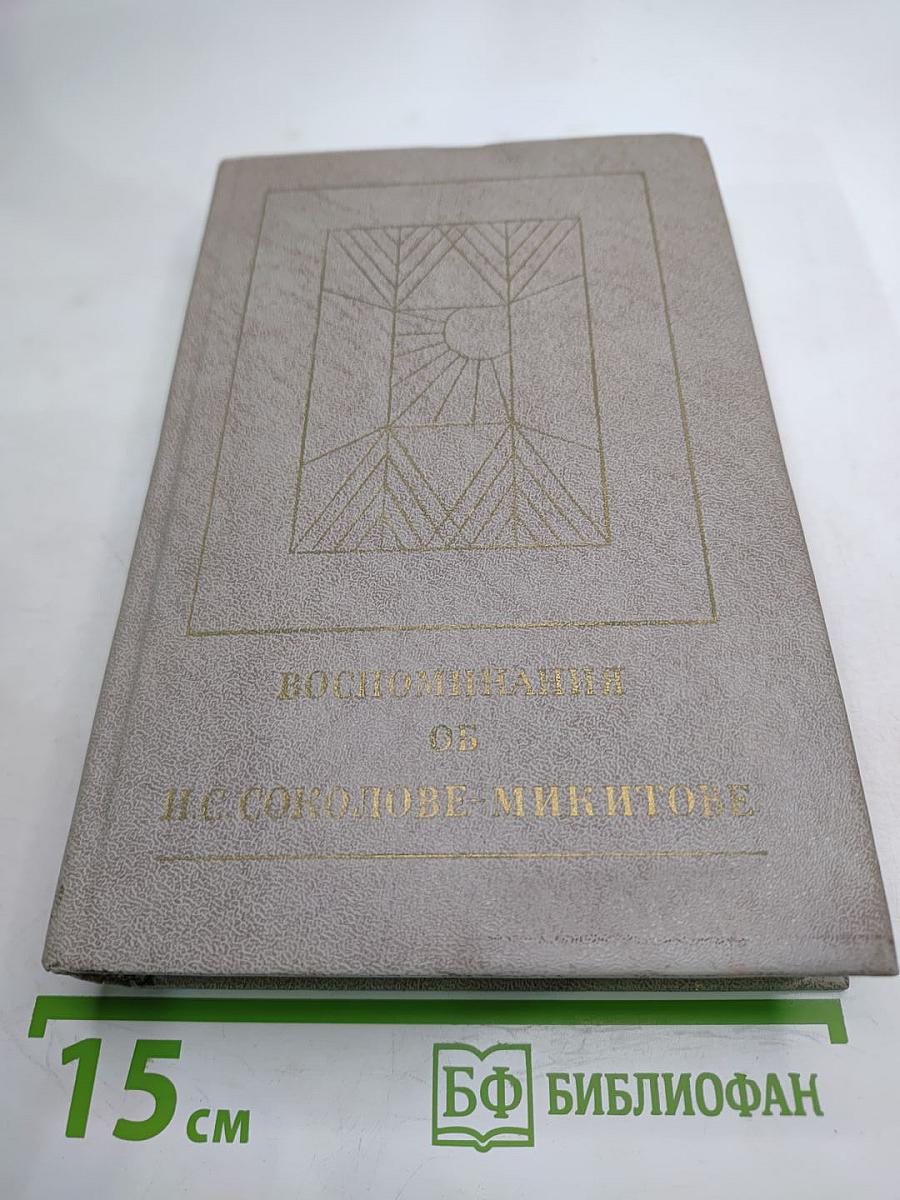 ВОСПОМИНАНИЯ
ОБ
И.С. СОКОЛОВЕ-МИКИТОВЕ
15 см
БФ БИБЛИОФАН